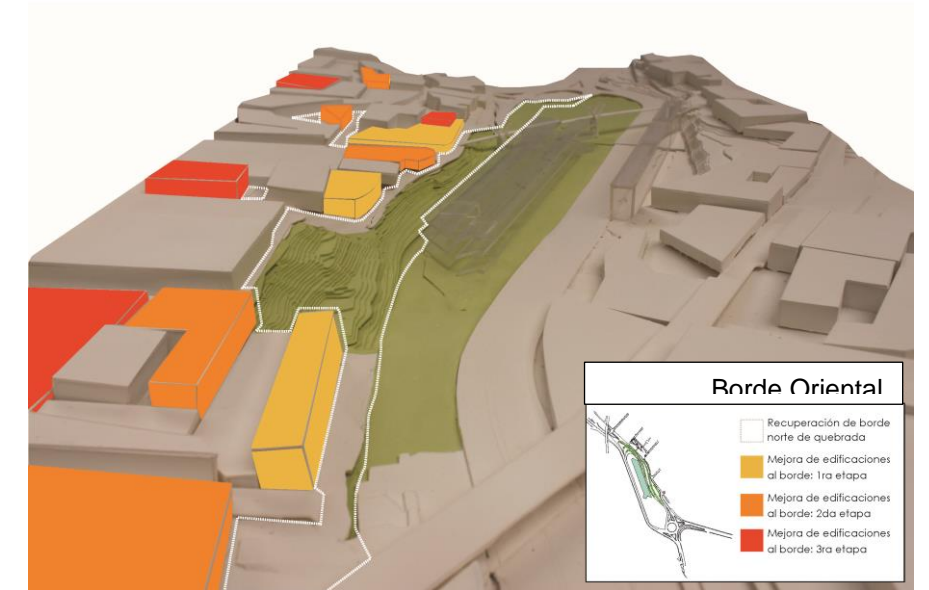 Borde Oriental
Recuperación de borde
norte de quebrada
Mejora de edificaciones
al borde: 1ra etapa
Mejora de edificaciones
al borde: 2da etapa
Mejora de edificaciones
al borde: 3ra etapa